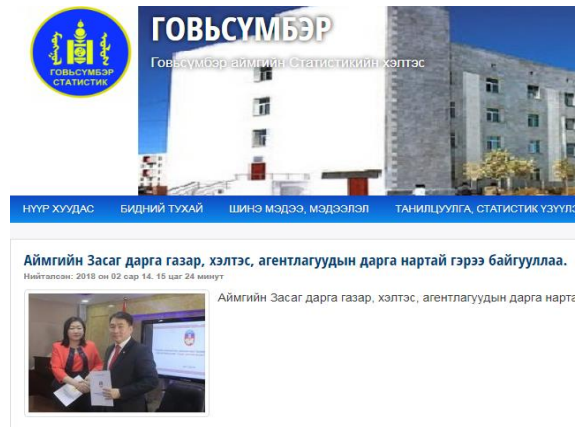 ГОВЬСҮМБЭР
СТАТИСТИК
ГОВЬСҮМБЭР
Говьсүмбэр аймгийн Статистикийн хэлтэс
НҮҮР ХУУДАС БИДНИЙ ТУХАЙ ШИНЭ МЭДЭЭ, МЭДЭЭЛЭЛ ТАНИЛЦУУЛГА, СТАТИСТИК ҮЗҮҮЛЭ
Аймгийн Засаг дарга газар, хэлтэс, агентлагуудын дарга нартай гэрээ байгууллаа.
Нийтэлсэн: 2018 он 02 сар 14. 15 цаг 24 минут
Аймгийн Засаг дарга газар, хэлтэс, агентлагуудын дарга нарта